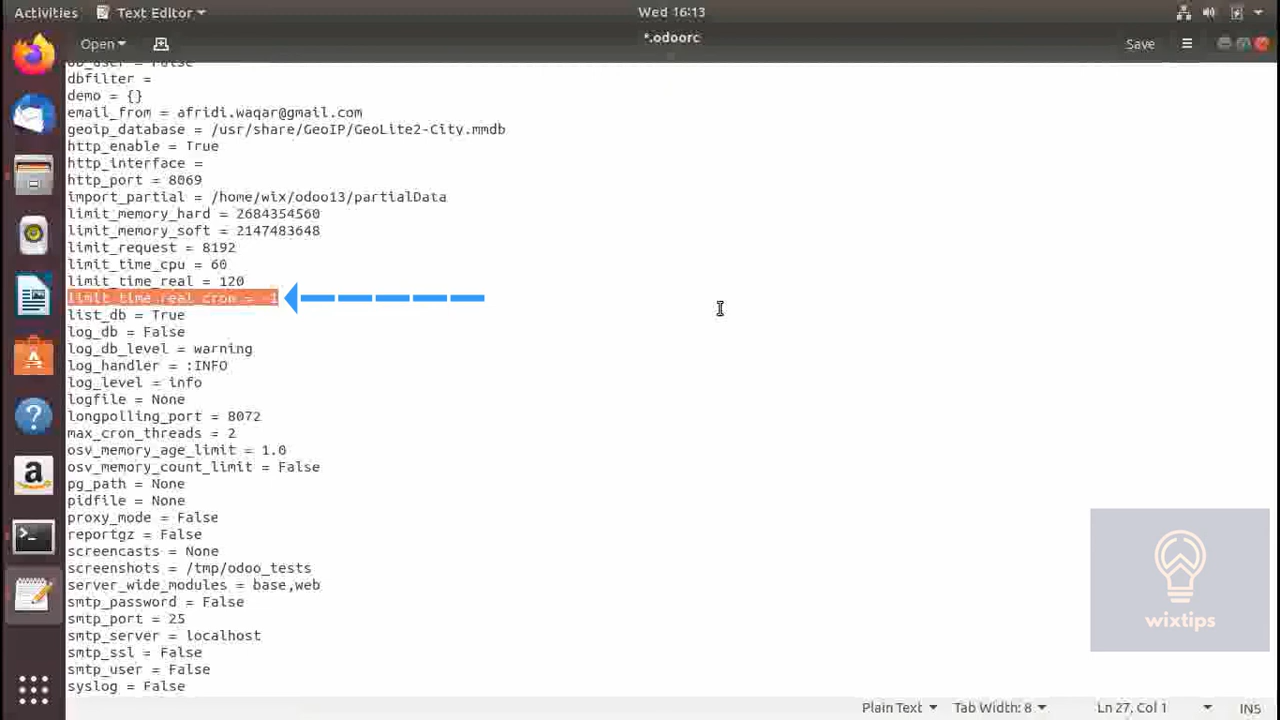 Activities
Text Editor
Wed 16:13
Open
*.odoorc
Save
db_user = False
dbfilter =
demo = {}
email_from = afridi.waqar@gmail.com
geoip_database = /usr/share/GeoIP/GeoLite2-City.mmdb
http_enable = True
http_interface =
http_port = 8069
import_partial = /home/wix/odoo13/partialData
limit_memory_hard = 2684354560
limit_memory_soft = 2147483648
limit_request = 8192
limit_time_cpu = 60
limit_time_real = 120
limit_time_real_cron = -1
list_db = True
log_db = False
log_db_level = warning
log_handler = :INFO
log_level = info
logfile = None
longpolling_port = 8072
max_cron_threads = 2
osv_memory_age_limit = 1.0
osv_memory_count_limit = False
pg_path = None
pidfile = None
proxy_mode = False
reportgz = False
screencasts = None
screenshots = /tmp/odoo_tests
server_wide_modules = base,web
smtp_password = False
smtp_port = 25
smtp_server = localhost
smtp_ssl = False
smtp_user = False
syslog = False
wixtips
Plain Text
Tab Width: 8
Ln 27, Col 1
INS